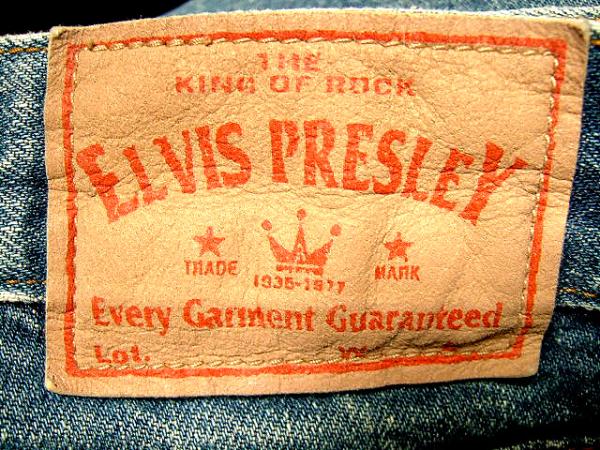 THE
KING OF ROCK
ELVIS PRESLEY
TRADE MARK
1935-1977
Every Garment Guaranteed
Lot.